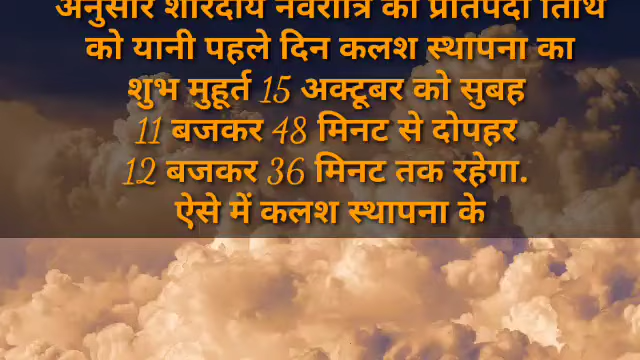 अनुसार शारदीय नवरात्रि की प्रतिपदा तिथि
को यानी पहले दिन कलश स्थापना का
शुभ मुहूर्त 15 अक्टूबर को सुबह
11 बजकर 48 मिनट से दोपहर
12 बजकर 36 मिनट तक रहेगा.
ऐसे में कलश स्थापना के